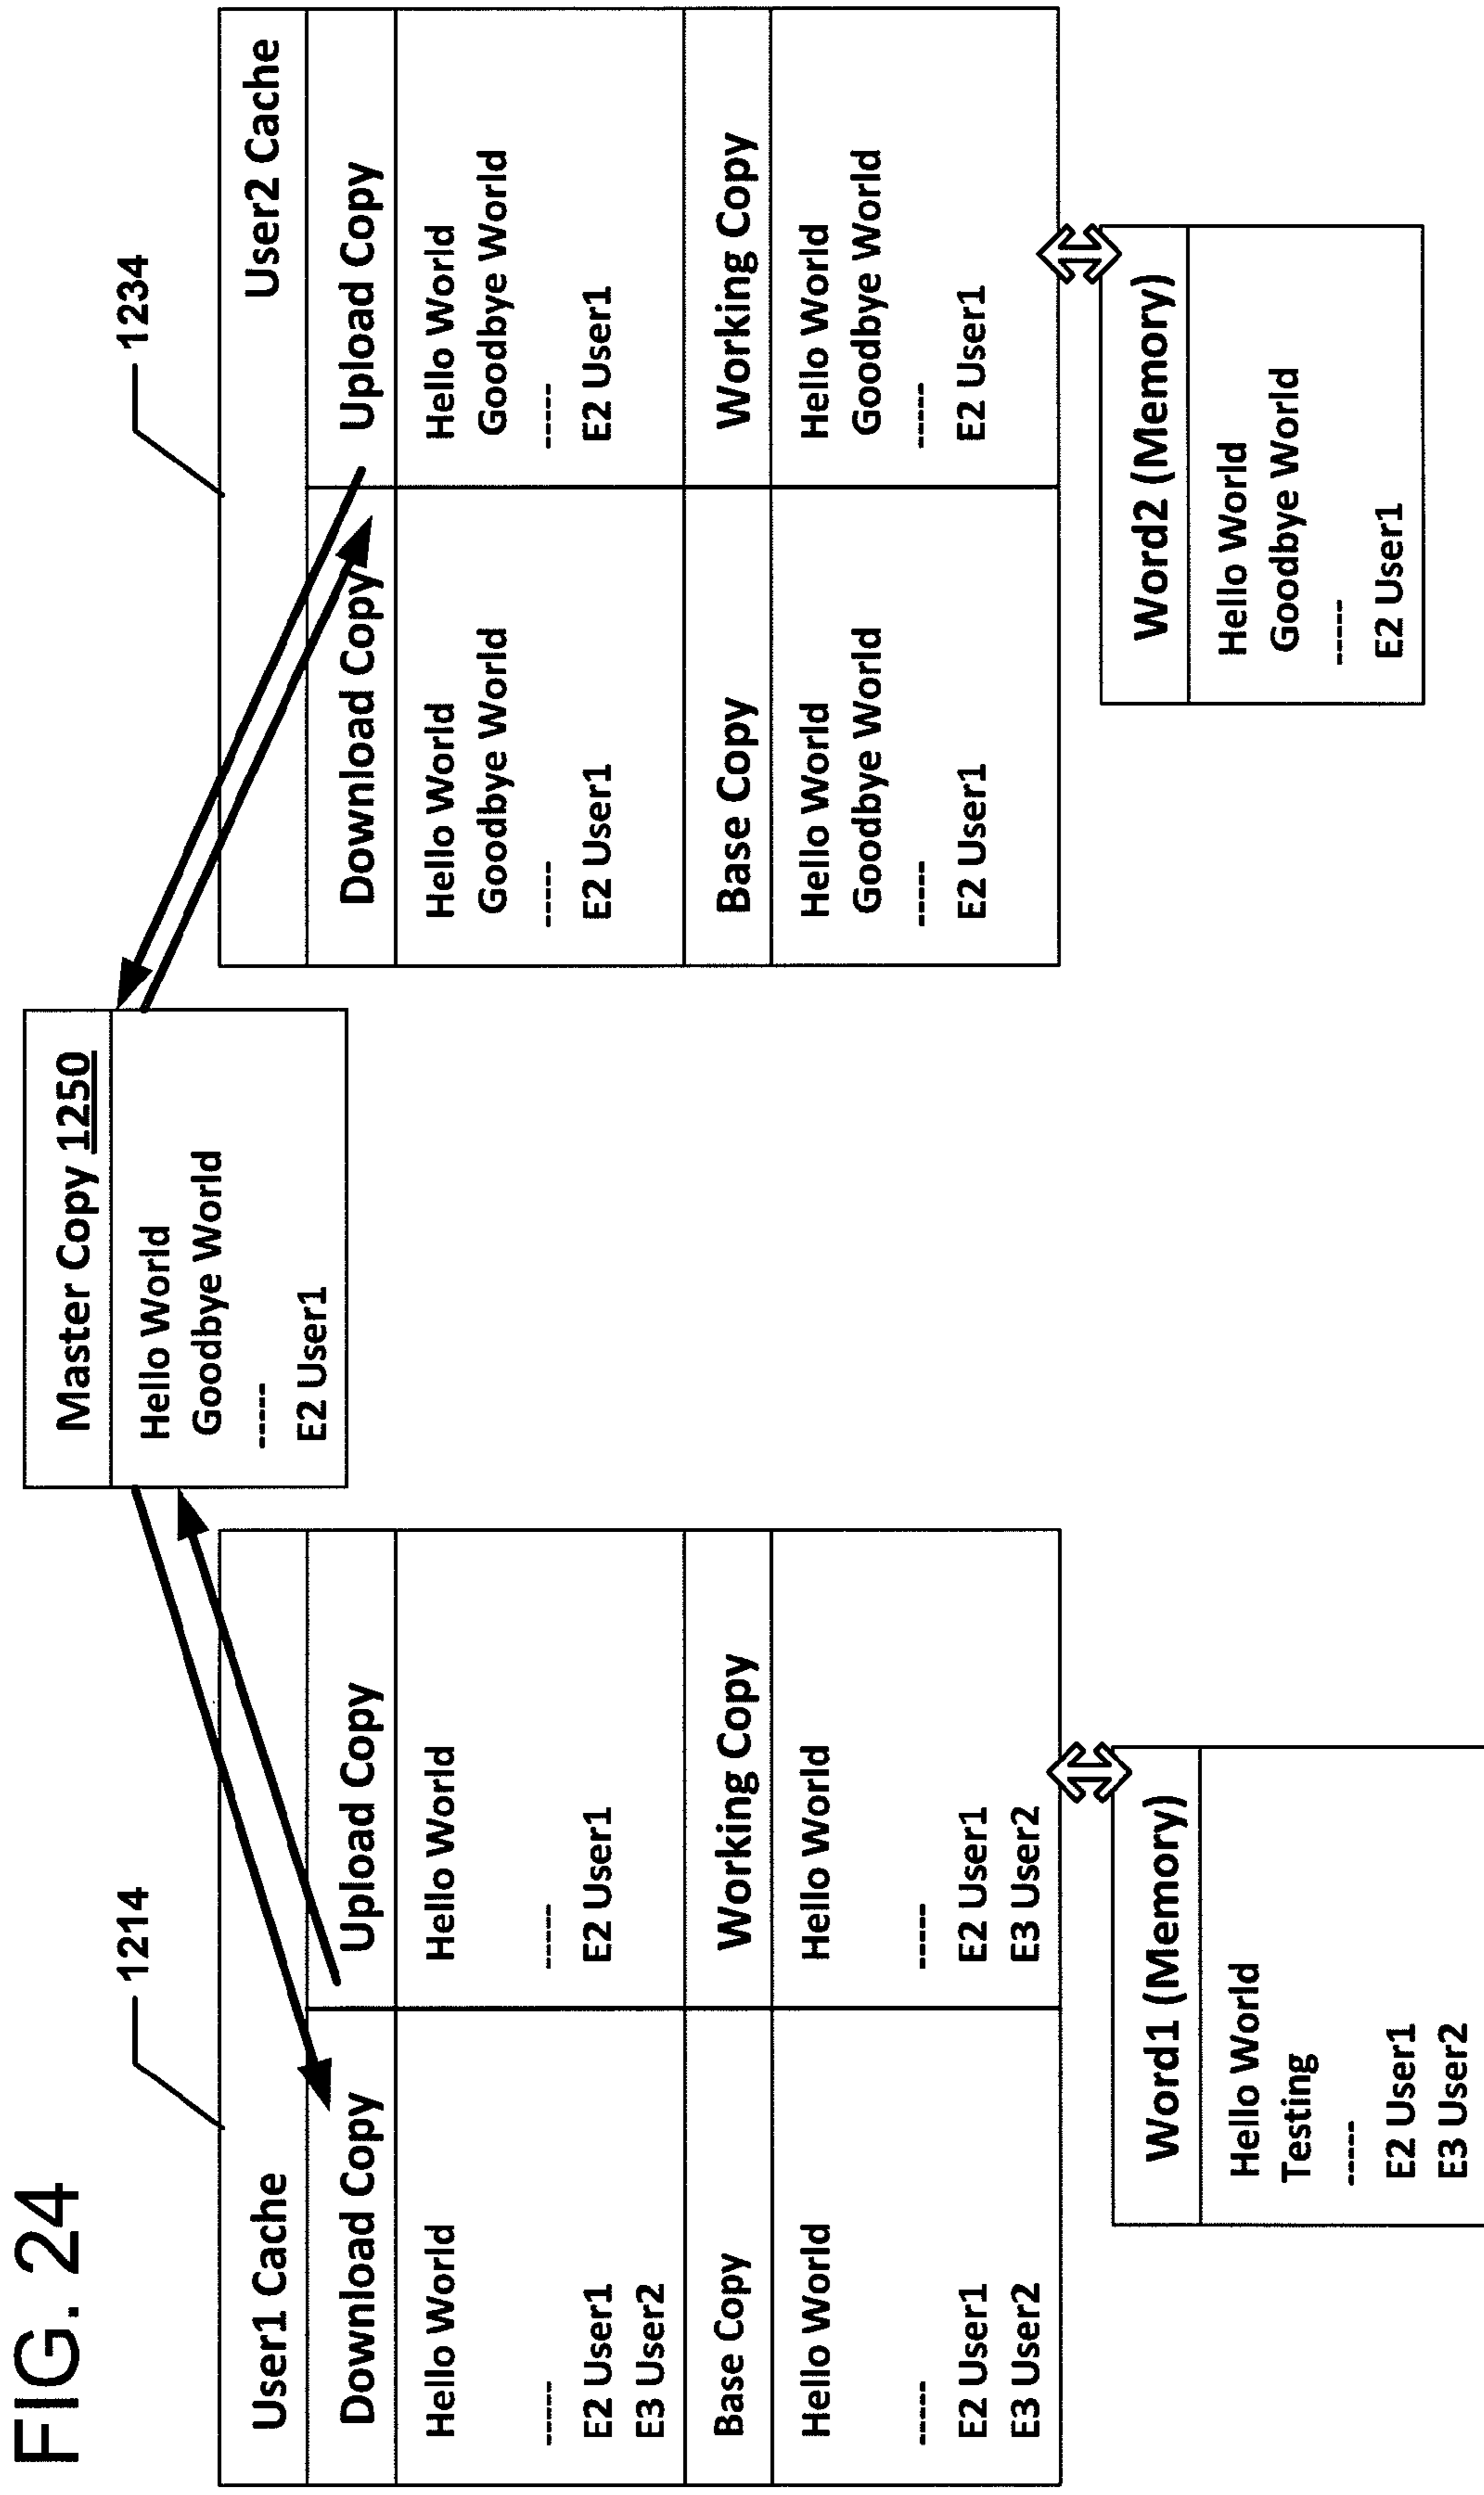 FIG. 24
Master Copy 1250
Hello World
Goodbye World
-----
E2 User1
1214
User1 Cache
Download Copy
Hello World
-----
E2 User1
E3 User2
Upload Copy
Hello World
-----
E2 User1
Base Copy
Hello World
-----
E2 User1
E3 User2
Working Copy
Hello World
-----
E2 User1
E3 User2
Word1 (Memory)
Hello World
Testing
-----
E2 User1
E3 User2
1234
User2 Cache
Download Copy
Hello World
Goodbye World
-----
E2 User1
Upload Copy
Hello World
Goodbye World
-----
E2 User1
Base Copy
Hello World
Goodbye World
-----
E2 User1
Working Copy
Hello World
Goodbye World
-----
E2 User1
Word2 (Memory)
Hello World
Goodbye World
-----
E2 User1